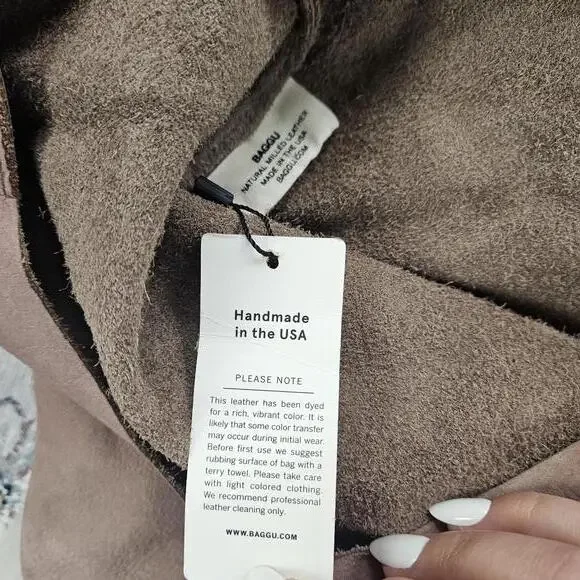 BAGGU
NATURAL MILLED LEATHER
MADE IN THE USA
BAGGU.COM
Handmade
in the USA
PLEASE NOTE
This leather has been dyed
for a rich, vibrant color. It is
likely that some color transfer
may occur during initial wear.
Before first use we suggest
rubbing surface of bag with a
terry towel. Please take care
with light colored clothing.
We recommend professional
leather cleaning only.
WWW.BAGGU.COM